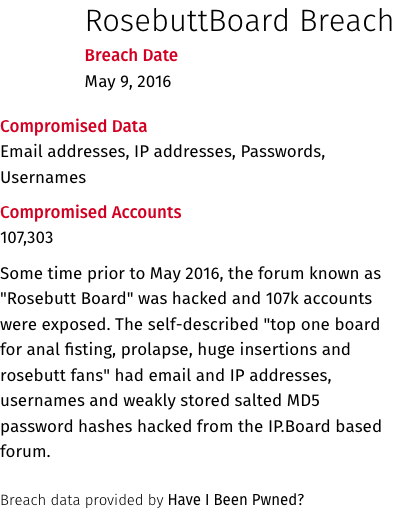 RosebuttBoard Breach
Breach Date
May 9, 2016
Compromised Data
Email addresses, IP addresses, Passwords,
Usernames
Compromised Accounts
107,303
Some time prior to May 2016, the forum known as
"Rosebutt Board" was hacked and 107k accounts
were exposed. The self-described "top one board
for anal fisting, prolapse, huge insertions and
rosebutt fans" had email and IP addresses,
usernames and weakly stored salted MD5
password hashes hacked from the IP.Board based
forum.
Breach data provided by Have I Been Pwned?